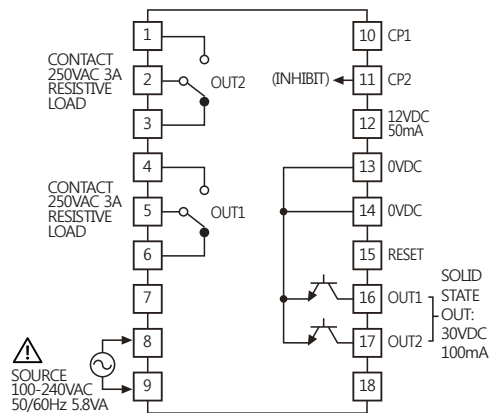 CONTACT
250VAC 3A
RESISTIVE
LOAD
1
2
3
OUT2
CONTACT
250VAC 3A
RESISTIVE
LOAD
4
5
6
OUT1
7
8
9
SOURCE
100-240VAC
50/60Hz 5.8VA
10 CP1
(INHIBIT) 11 CP2
12 12VDC
50mA
13 0VDC
14 0VDC
15 RESET
16 OUT1
17 OUT2
18
SOLID
STATE
OUT:
30VDC
100mA